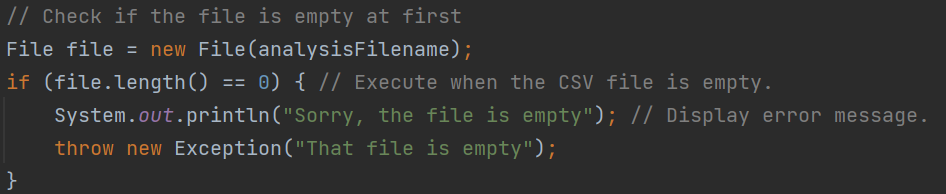 // Check if the file is empty at first
File file = new File(analysisFilename);
if (file.length() == 0) { // Execute when the CSV file is empty.
    System.out.println("Sorry, the file is empty"); // Display error message.
    throw new Exception("That file is empty");
}